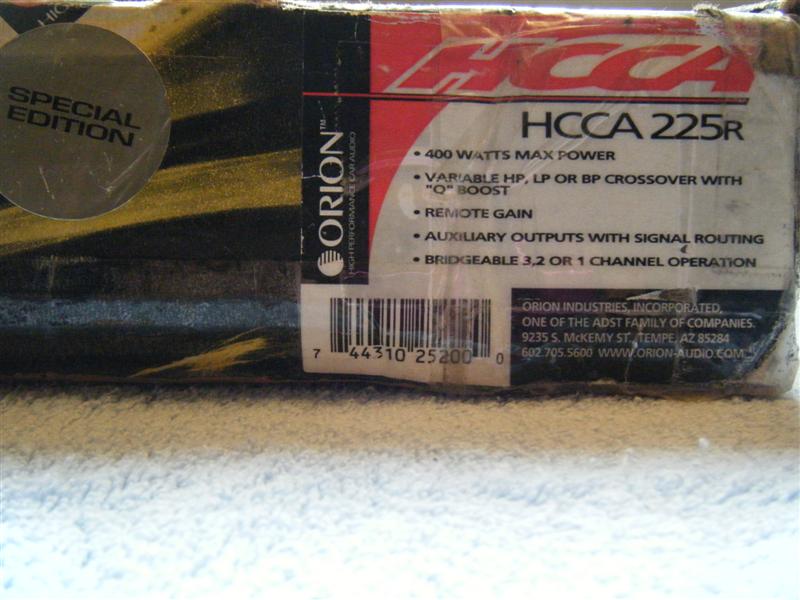 SPECIAL
EDITION
ORION™
HIGH PERFORMANCE CAR AUDIO
HCCA
HCCA 225R
• 400 WATTS MAX POWER
• VARIABLE HP, LP OR BP CROSSOVER WITH
"Q" BOOST
• REMOTE GAIN
• AUXILIARY OUTPUTS WITH SIGNAL ROUTING
• BRIDGEABLE 3,2 OR 1 CHANNEL OPERATION
7 44310 25200 0
ORION INDUSTRIES, INCORPORATED,
ONE OF THE ADST FAMILY OF COMPANIES.
9235 S. McKEMY ST., TEMPE, AZ 85284
602.705.5600 WWW.ORION-AUDIO.COM